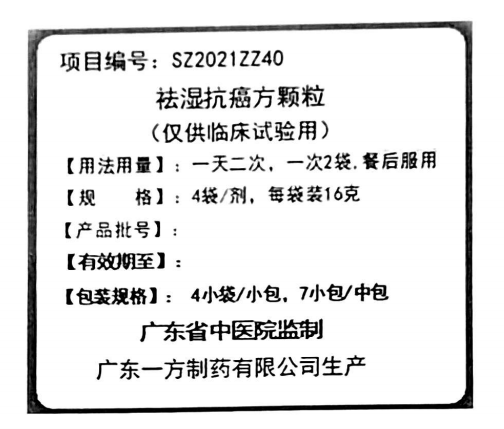 项目编号：SZ2021ZZ40
祛湿抗癌方颗粒
（仅供临床试验用）
【用法用量】：一天二次，一次2袋.餐后服用
【规　　格】：4袋/剂，每袋装16克
【产品批号】：
【有效期至】：
【包装规格】： 4小袋/小包，7小包/中包
广东省中医院监制
广东一方制药有限公司生产